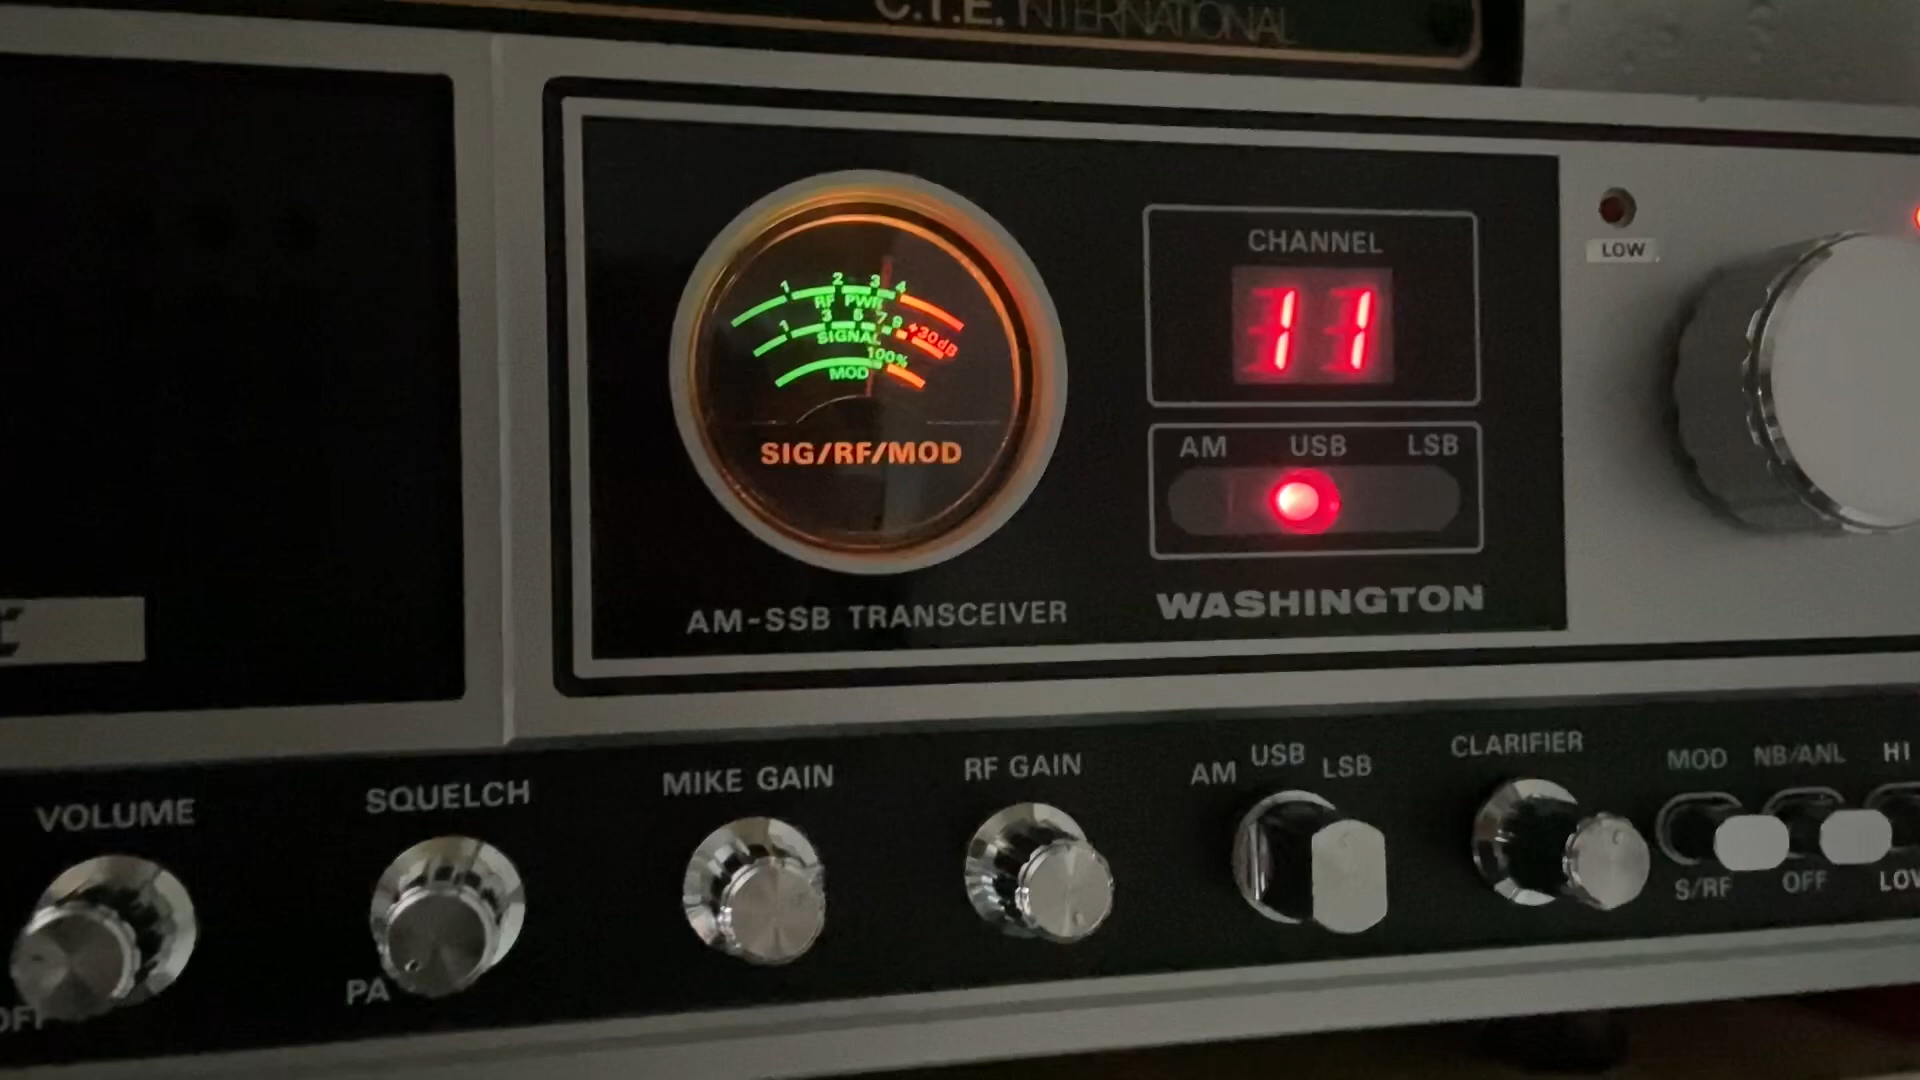 C.T.E. INTERNATIONAL
CHANNEL
11
LOW
1 2 3 4
RF PWR
1 3 5 7 9 +30dB
SIGNAL
100%
MOD
SIG/RF/MOD
AM USB LSB
AM-SSB TRANSCEIVER
WASHINGTON
VOLUME
SQUELCH
MIKE GAIN
RF GAIN
AM USB LSB
CLARIFIER
MOD NB/ANL HI
S/RF OFF
PA